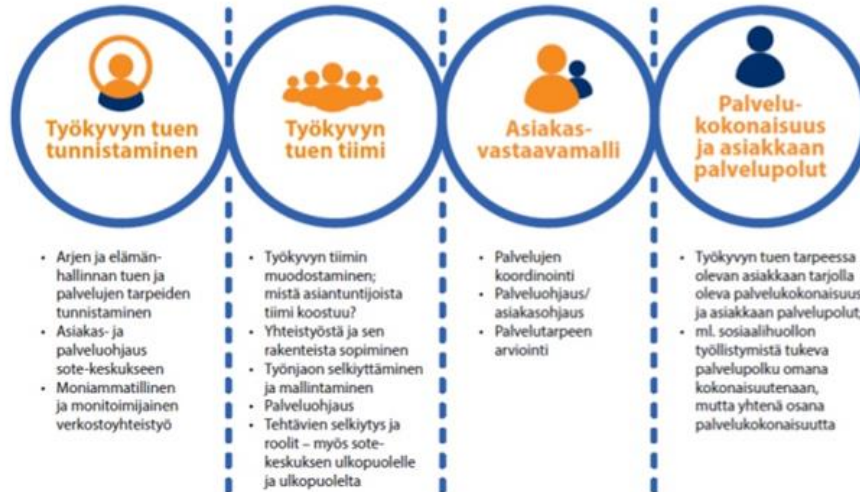 Työkyvyn tuen
tunnistaminen
• Arjen ja elämän-
hallinnan tuen ja
palvelujen tarpeiden
tunnistaminen
• Asiakas- ja
palveluohjaus
sote-keskukseen
• Moniammatillinen
ja monitoimijainen
verkostoyhteistyö
Työkyvyn
tuen tiimi
• Työkyvyn tiimin
muodostaminen;
mistä asiantuntijoista
tiimi koostuu?
• Yhteistyöstä ja sen
rakenteista sopiminen
• Työnjaon selkiyttäminen
ja mallintaminen
• Palveluohjaus
• Tehtävien selkiytys ja
roolit – myös sote-
keskuksen ulkopuolelle
ja ulkopuolelta
Asiakas-
vastaavamalli
• Palvelujen
koordinointi
• Palveluohjaus/
asiakasohjaus
• Palvelutarpeen
arviointi
Palvelu-
kokonaisuus
ja asiakkaan
palvelupolut
• Työkyvyn tuen tarpeessa
olevan asiakkaan tarjolla
oleva palvelukokonaisuus
ja asiakkaan palvelupolut,
• ml. sosiaalihuollon
työllistymistä tukeva
palvelupolku omana
kokonaisuutenaan,
mutta yhtenä osana
palvelukokonaisuutta